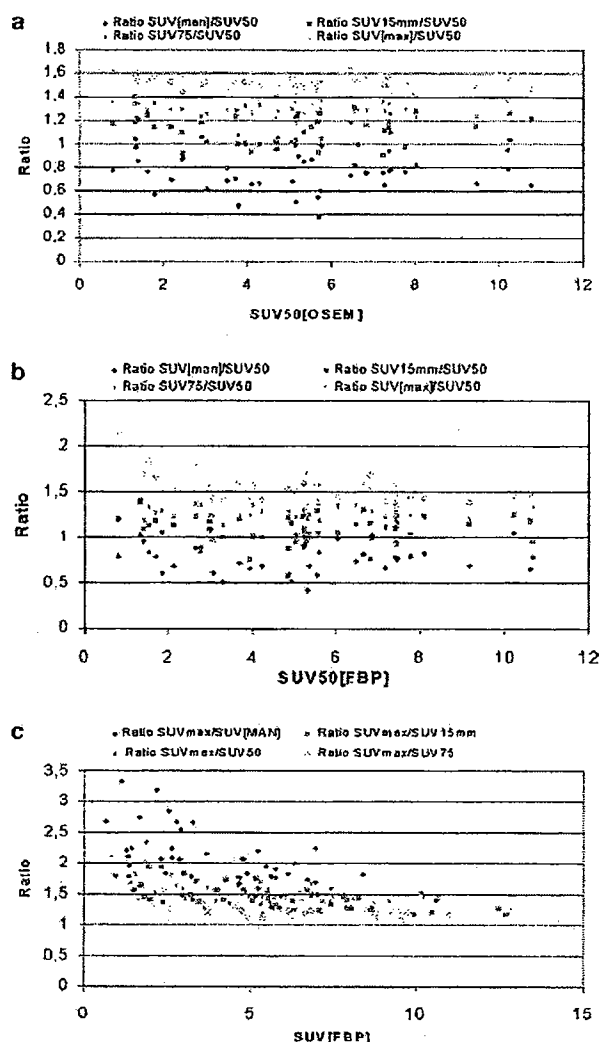 a
Ratio SUV[man]/SUV50 Ratio SUV15mm/SUV50
Ratio SUV75/SUV50 Ratio SUV[max]/SUV50
1,8
1,6
1,4
1,2
1
0,8
0,6
0,4
0,2
0
Ratio
0 2 4 6 8 10 12
SUV50[OSEM]
b
Ratio SUV[man]/SUV50 Ratio SUV15mm/SUV50
Ratio SUV75/SUV50 Ratio SUV[max]/SUV50
2,5
2
1,5
1
0,5
0
Ratio
0 2 4 6 8 10 12
SUV50[FBP]
c
Ratio SUVmax/SUV[MAN] Ratio SUVmax/SUV15mm
Ratio SUVmax/SUV50 Ratio SUVmax/SUV75
3,5
3
2,5
2
1,5
1
0,5
0
Ratio
0 5 10 15
SUV[FBP]